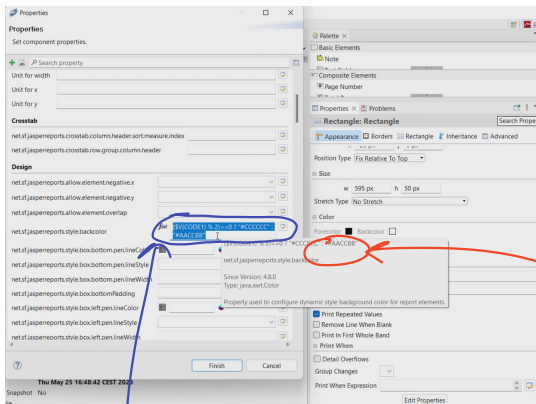 Properties
Properties
Set component properties.
Search property
Unit for width
Unit for x
Unit for y
Crosstab
net.sf.jasperreports.crosstab.column.header.sort.measure.index
net.sf.jasperreports.crosstab.row.group.column.header
Design
net.sf.jasperreports.allow.element.negative.x
net.sf.jasperreports.allow.element.negative.y
net.sf.jasperreports.allow.element.overlap
net.sf.jasperreports.style.backcolor
($V{CODE1} % 2)==0 ? "#CCCCCC" :
"#AACCBB"
net.sf.jasperreports.style.box.bottom.pen.lineColor
net.sf.jasperreports.style.box.bottom.pen.lineStyle
net.sf.jasperreports.style.box.bottom.pen.lineWidth
net.sf.jasperreports.style.box.bottomPadding
net.sf.jasperreports.style.box.left.pen.lineColor
net.sf.jasperreports.style.box.left.pen.lineStyle
net.sf.jasperreports.style.box.left.pen.lineWidth
Finish
Cancel
($V{CODE1} % 2)==0 ? "#CCCCCC" : "#AACCBB"
net.sf.jasperreports.style.backcolor
Since Version: 4.8.0
Type: java.awt.Color
Property used to configure dynamic style background color for report elements.
Thu May 25 16:48:42 CEST 2023
Snapshot No
Palette
Basic Elements
Note
Composite Elements
Page Number
Properties
Problems
Rectangle: Rectangle
Search Prope
Appearance
Borders
Rectangle
Inheritance
Advanced
Position Type Fix Relative To Top
Size
w 595 px h 50 px
Stretch Type No Stretch
Color
Forecolor Backcolor
Print Repeated Values
Remove Line When Blank
Print In First Whole Band
Print When
Detail Overflows
Group Changes
Print When Expression
Edit Properties